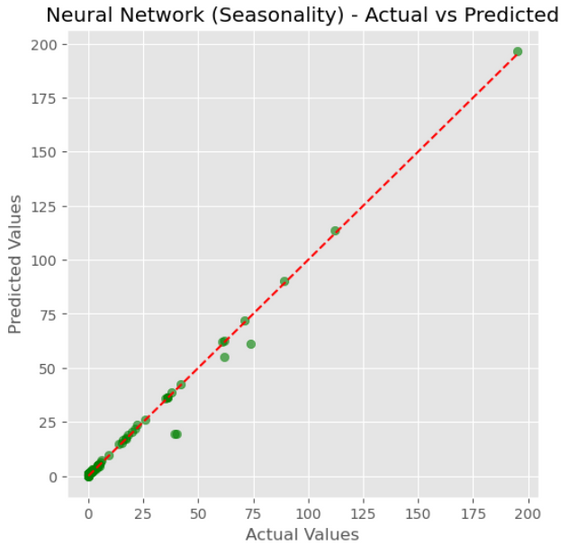 Neural Network (Seasonality) - Actual vs Predicted
200
175
150
125
100
75
50
25
0
Predicted Values
0 25 50 75 100 125 150 175 200
Actual Values